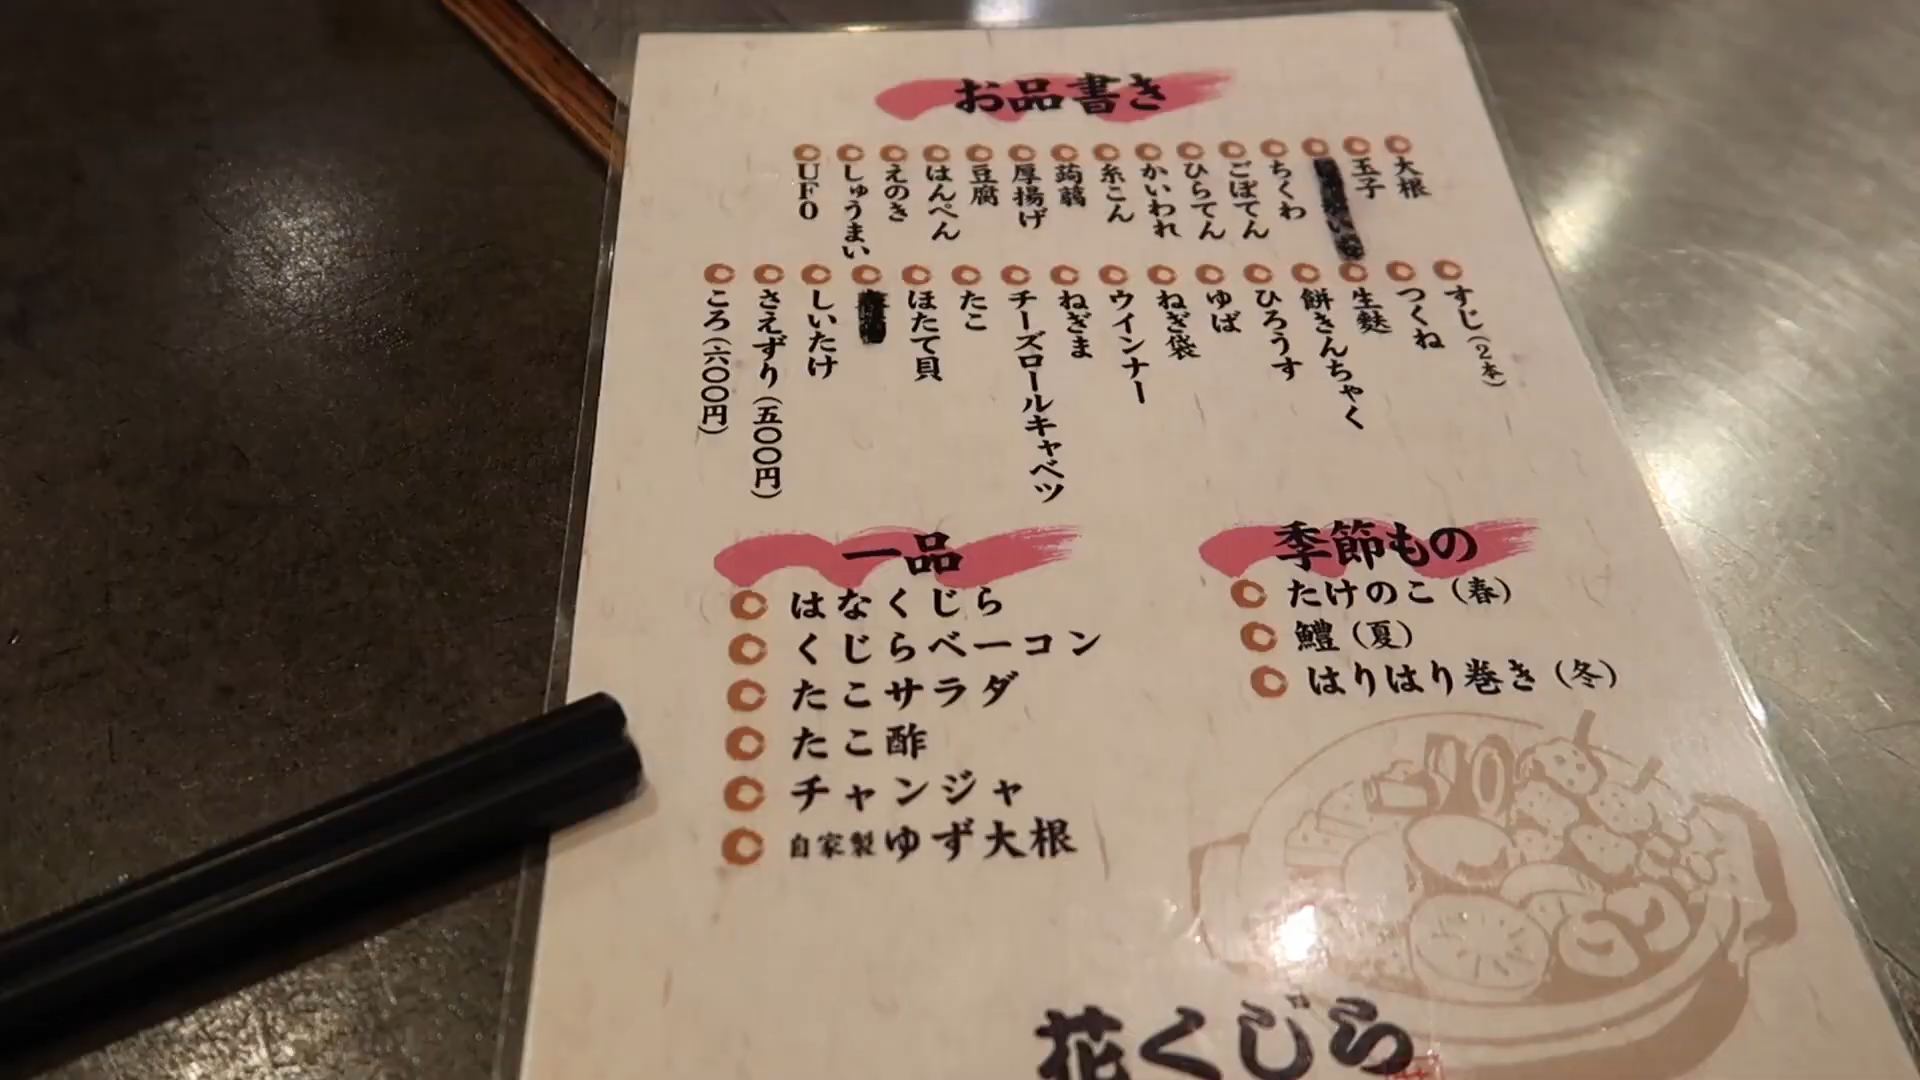 お品書き
大根
玉子
ちくわ
ごぼてん
ひらてん
かいわれ
糸こん
蒟蒻
厚揚げ
豆腐
はんぺん
えのき
しゅうまい
UFO
すじ(2本)
つくね
生麩
餅きんちゃく
ひろうす
ゆば
ねぎ袋
ウインナー
ねぎま
チーズロールキャベツ
たこ
ほたて貝
しいたけ
さえずり(五〇〇円)
ころ(六〇〇円)
一品
はなくじら
くじらベーコン
たこサラダ
たこ酢
チャンジャ
自家製ゆず大根
季節もの
たけのこ(春)
鱧(夏)
はりはり巻き(冬)
花くじら